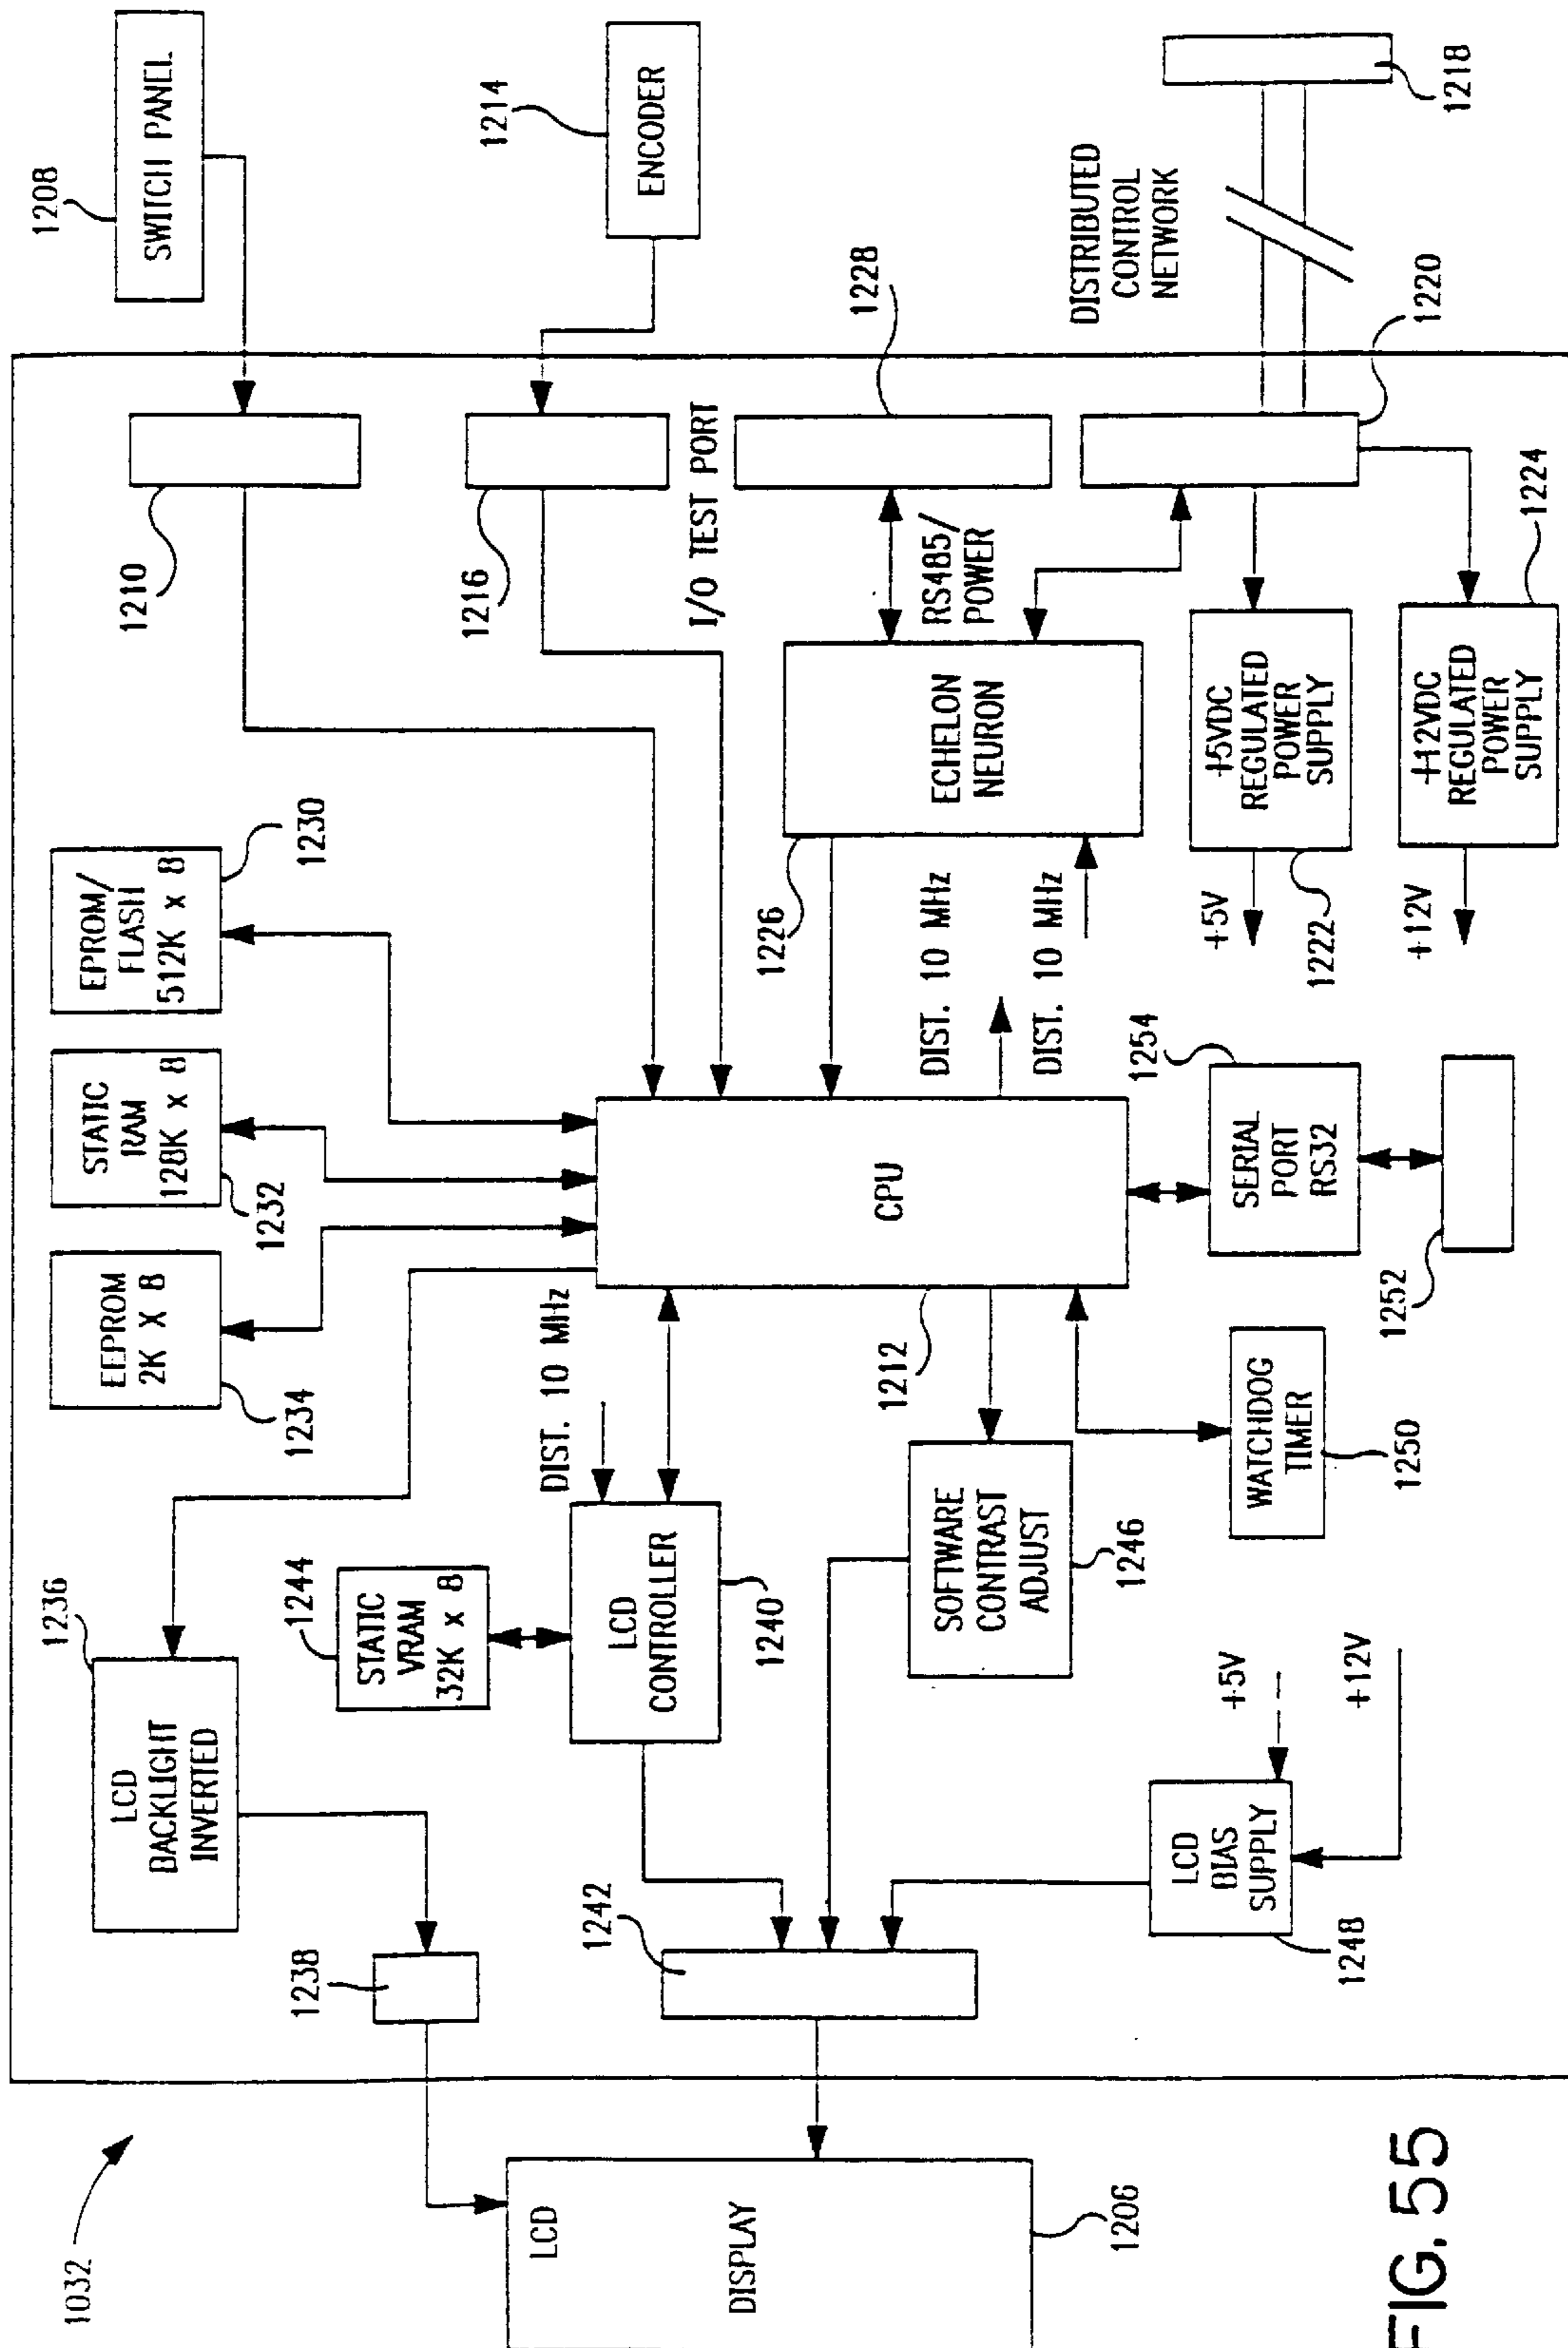 1032
LCD
DISPLAY
1206
1238
1242
1236
LCD
BACKLIGHT
INVERTED
1244
STATIC
VRAM
32K x 8
LCD
CONTROLLER
1240
DIST. 10 MHz
SOFTWARE
CONTRAST
ADJUST
1246
LCD
BIAS
SUPPLY
1248
+5V
+12V
WATCHDOG
TIMER
1250
EEPROM
2K X 8
1234
STATIC
RAM
128K x 8
1232
EPROM/
FLASH
512K x 8
1230
CPU
1212
SERIAL
PORT
RS32
1254
1252
DIST. 10 MHz
DIST. 10 MHz
1226
ECHELON
NEURON
RS485/
POWER
I/O TEST PORT
+5V
+5VDC
REGULATED
POWER
SUPPLY
1222
+12V
+12VDC
REGULATED
POWER
SUPPLY
1224
1210
1216
1228
1220
1208
SWITCH PANEL
1214
ENCODER
DISTRIBUTED
CONTROL
NETWORK
1218
FIG. 55